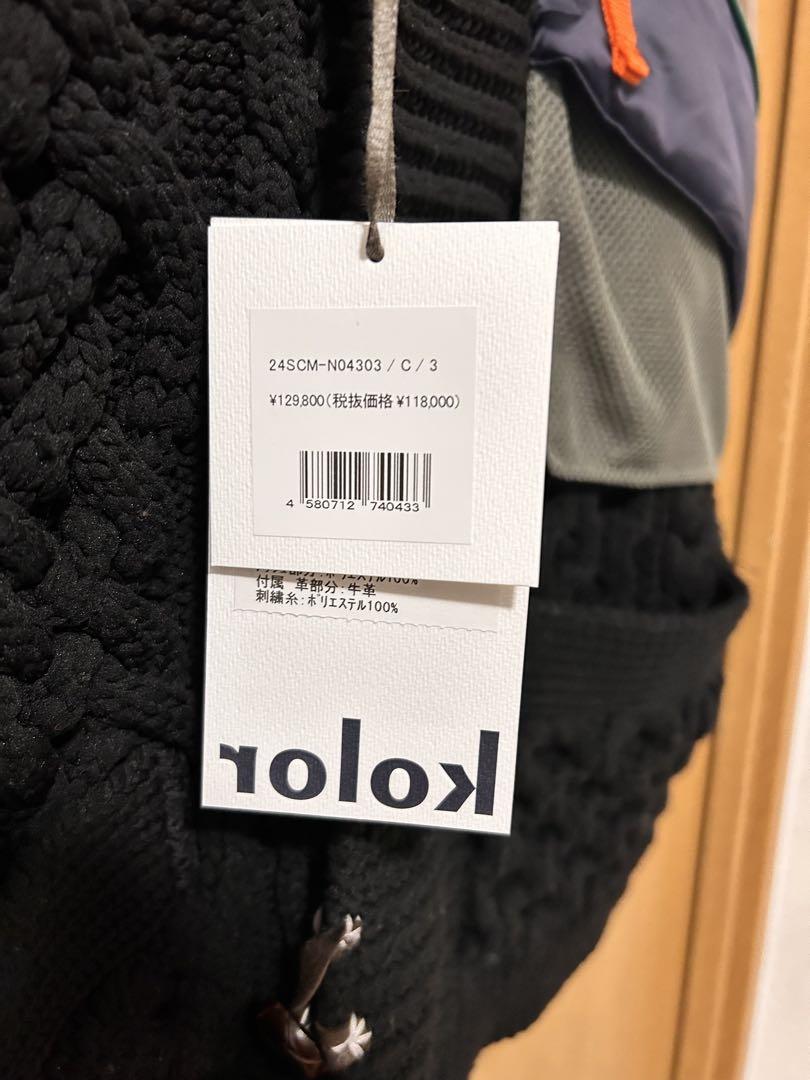 24SCM-N04303 / C / 3
¥129,800(税抜価格 ¥118,000)
4 580712 740433
付属 革部分:牛革
刺繍糸:ポリエステル100%
kolor